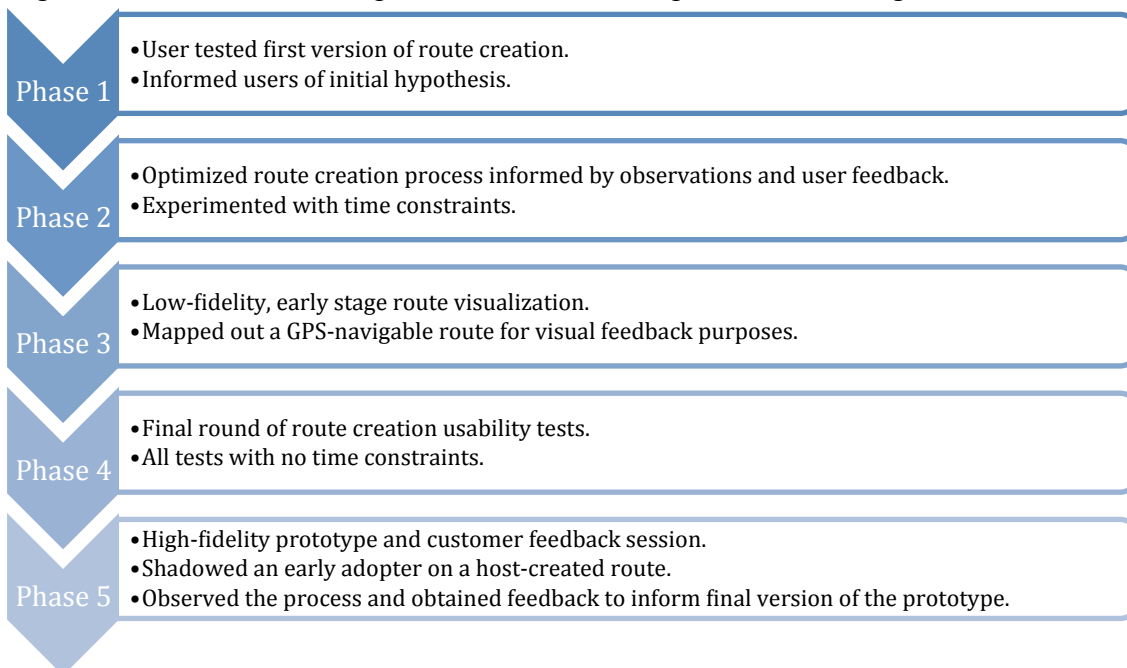 Phase 1
•User tested first version of route creation.
•Informed users of initial hypothesis.
Phase 2
•Optimized route creation process informed by observations and user feedback.
•Experimented with time constraints.
Phase 3
•Low-fidelity, early stage route visualization.
•Mapped out a GPS-navigable route for visual feedback purposes.
Phase 4
•Final round of route creation usability tests.
•All tests with no time constraints.
Phase 5
•High-fidelity prototype and customer feedback session.
•Shadowed an early adopter on a host-created route.
•Observed the process and obtained feedback to inform final version of the prototype.